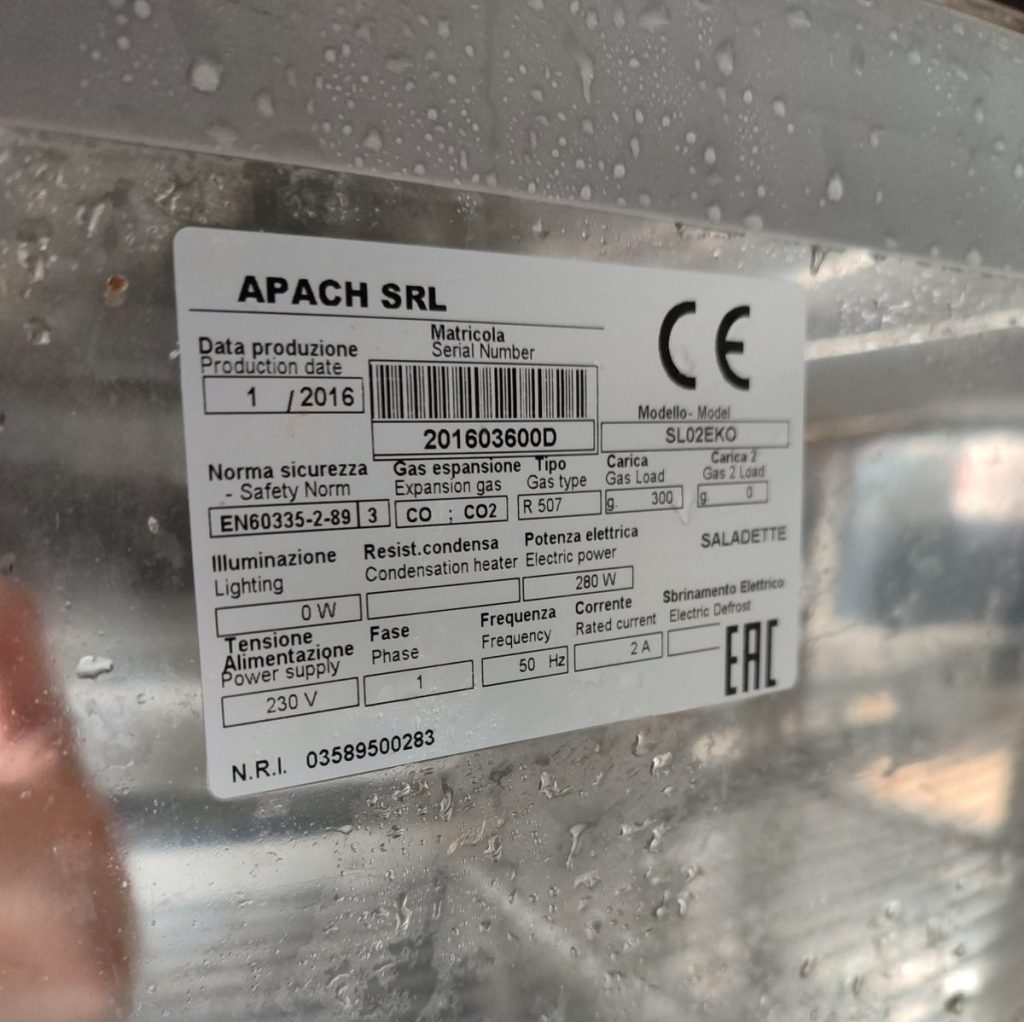 APACH SRL
CE
Data produzione
Production date
1 / 2016
Matricola
Serial Number
201603600D
Modello- Model
SL02EKO
Norma sicurezza
- Safety Norm
EN60335-2-89 3
Gas espansione
Expansion gas
CO ; CO2
Tipo
Gas type
R 507
Carica
Gas Load
g. 300
Carica 2
Gas 2 Load
g. 0
Illuminazione
Lighting
0 W
Resist.condensa
Condensation heater
Potenza elettrica
Electric power
280 W
SALADETTE
Tensione
Alimentazione
Power supply
230 V
Fase
Phase
1
Frequenza
Frequency
50 Hz
Corrente
Rated current
2 A
Sbrinamento Elettrico
Electric Defrost
EAC
N.R.I. 03589500283